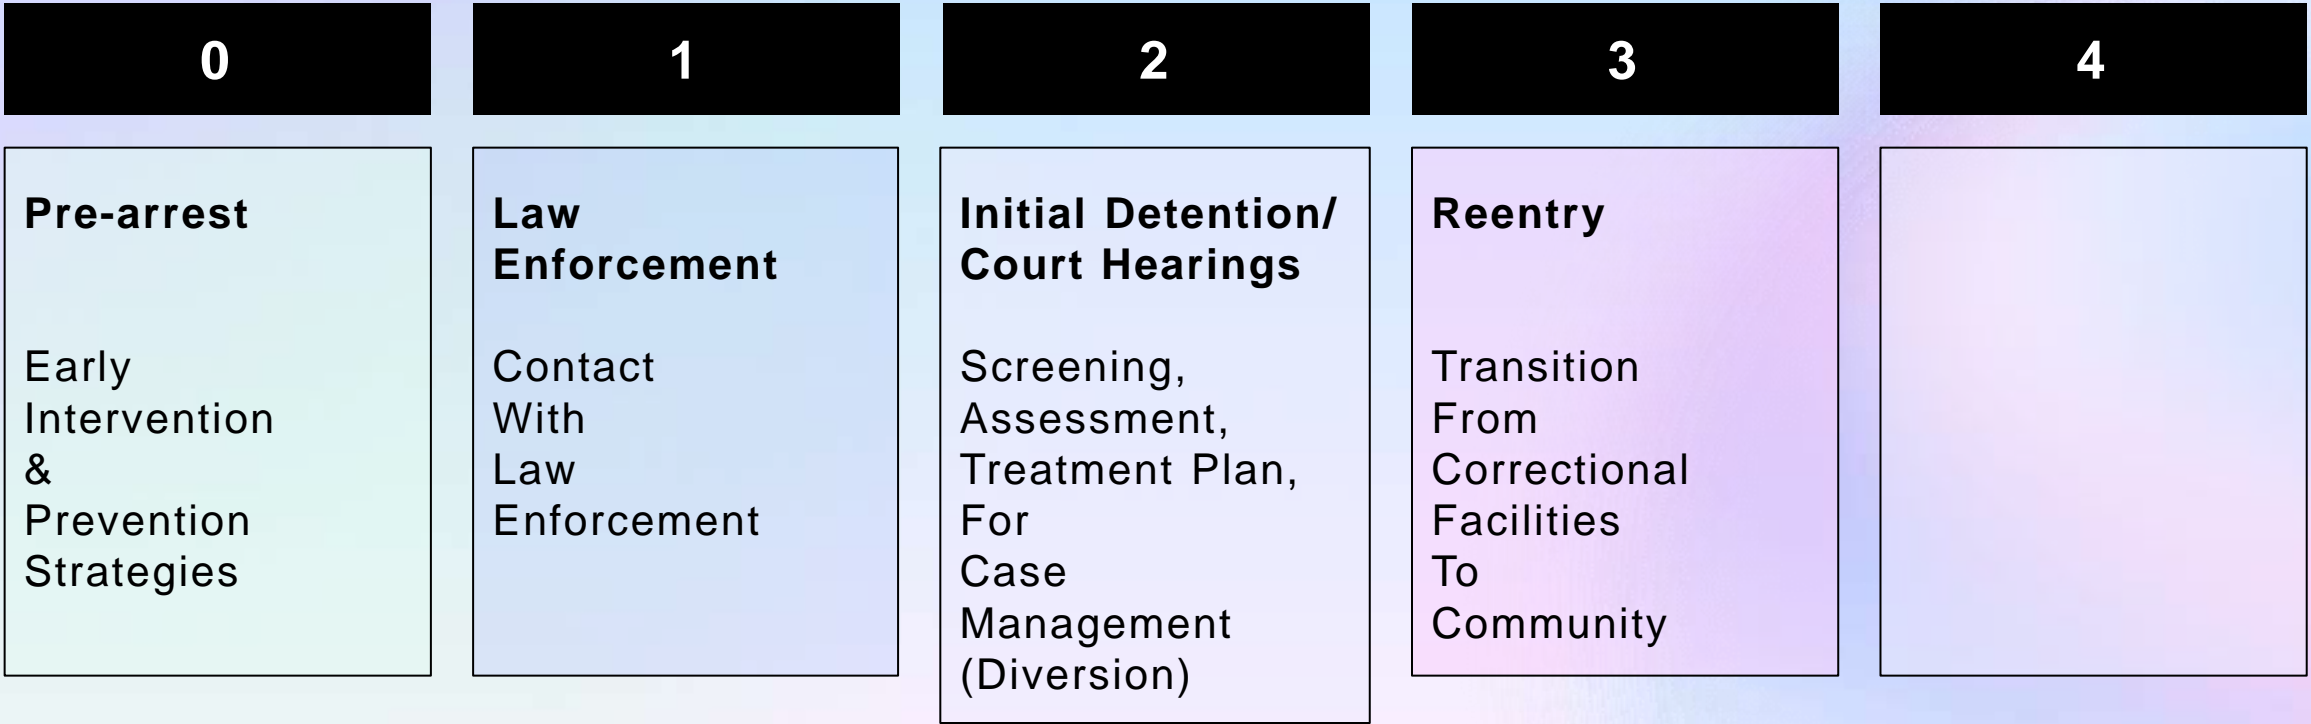 0
1
2
3
4
Pre-arrest
Early
Intervention
&
Prevention
Strategies
Law
Enforcement
Contact
With
Law
Enforcement
Initial Detention/
Court Hearings
Screening,
Assessment,
Treatment Plan,
For
Case
Management
(Diversion)
Reentry
Transition
From
Correctional
Facilities
To
Community